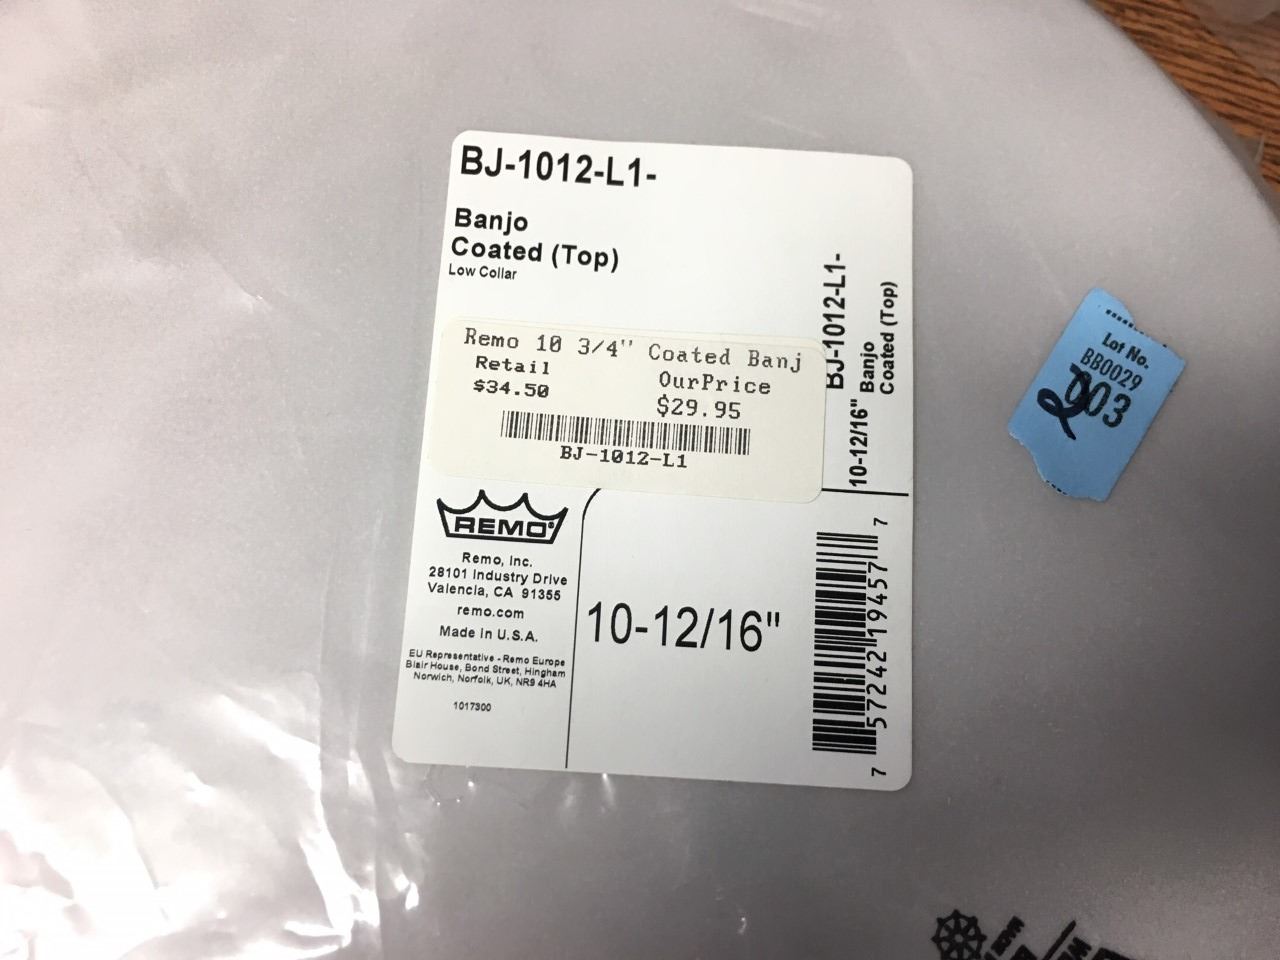 BJ-1012-L1-
Banjo
Coated (Top)
Low Collar
Remo 10 3/4" Coated Banj
Retail
$34.50
OurPrice
$29.95
BJ-1012-L1
REMO®
Remo, Inc.
28101 Industry Drive
Valencia, CA 91355
remo.com
Made in U.S.A.
EU Representative - Remo Europe
Blair House, Bond Street, Hingham
Norwich, Norfolk, UK, NR9 4HA
1017300
10-12/16"
BJ-1012-L1-
Banjo
Coated (Top)
10-12/16"
7 57242 19457 7
Lot No.
BB0029
003
2